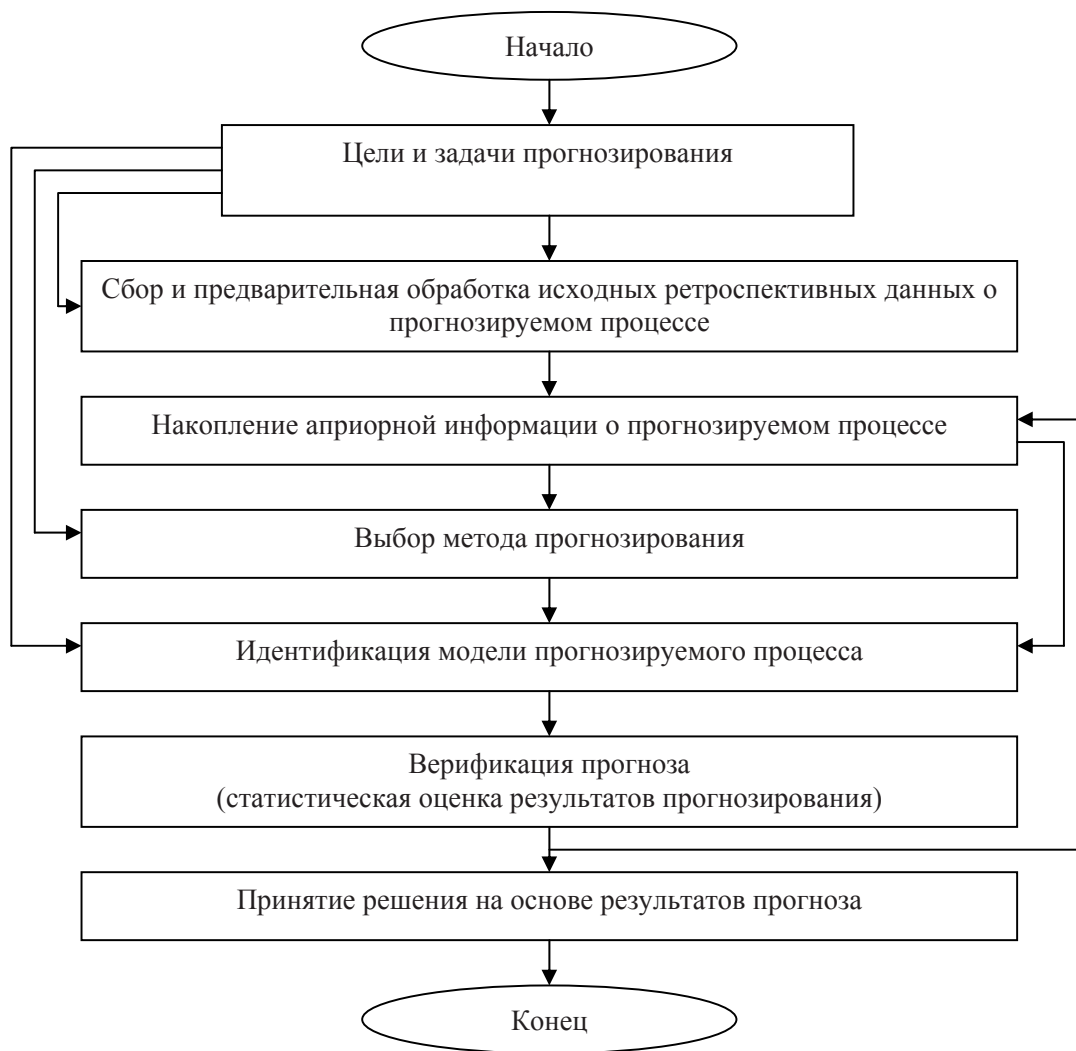 Начало
Цели и задачи прогнозирования
Сбор и предварительная обработка исходных ретроспективных данных о
прогнозируемом процессе
Накопление априорной информации о прогнозируемом процессе
Выбор метода прогнозирования
Идентификация модели прогнозируемого процесса
Верификация прогноза
(статистическая оценка результатов прогнозирования)
Принятие решения на основе результатов прогноза
Конец